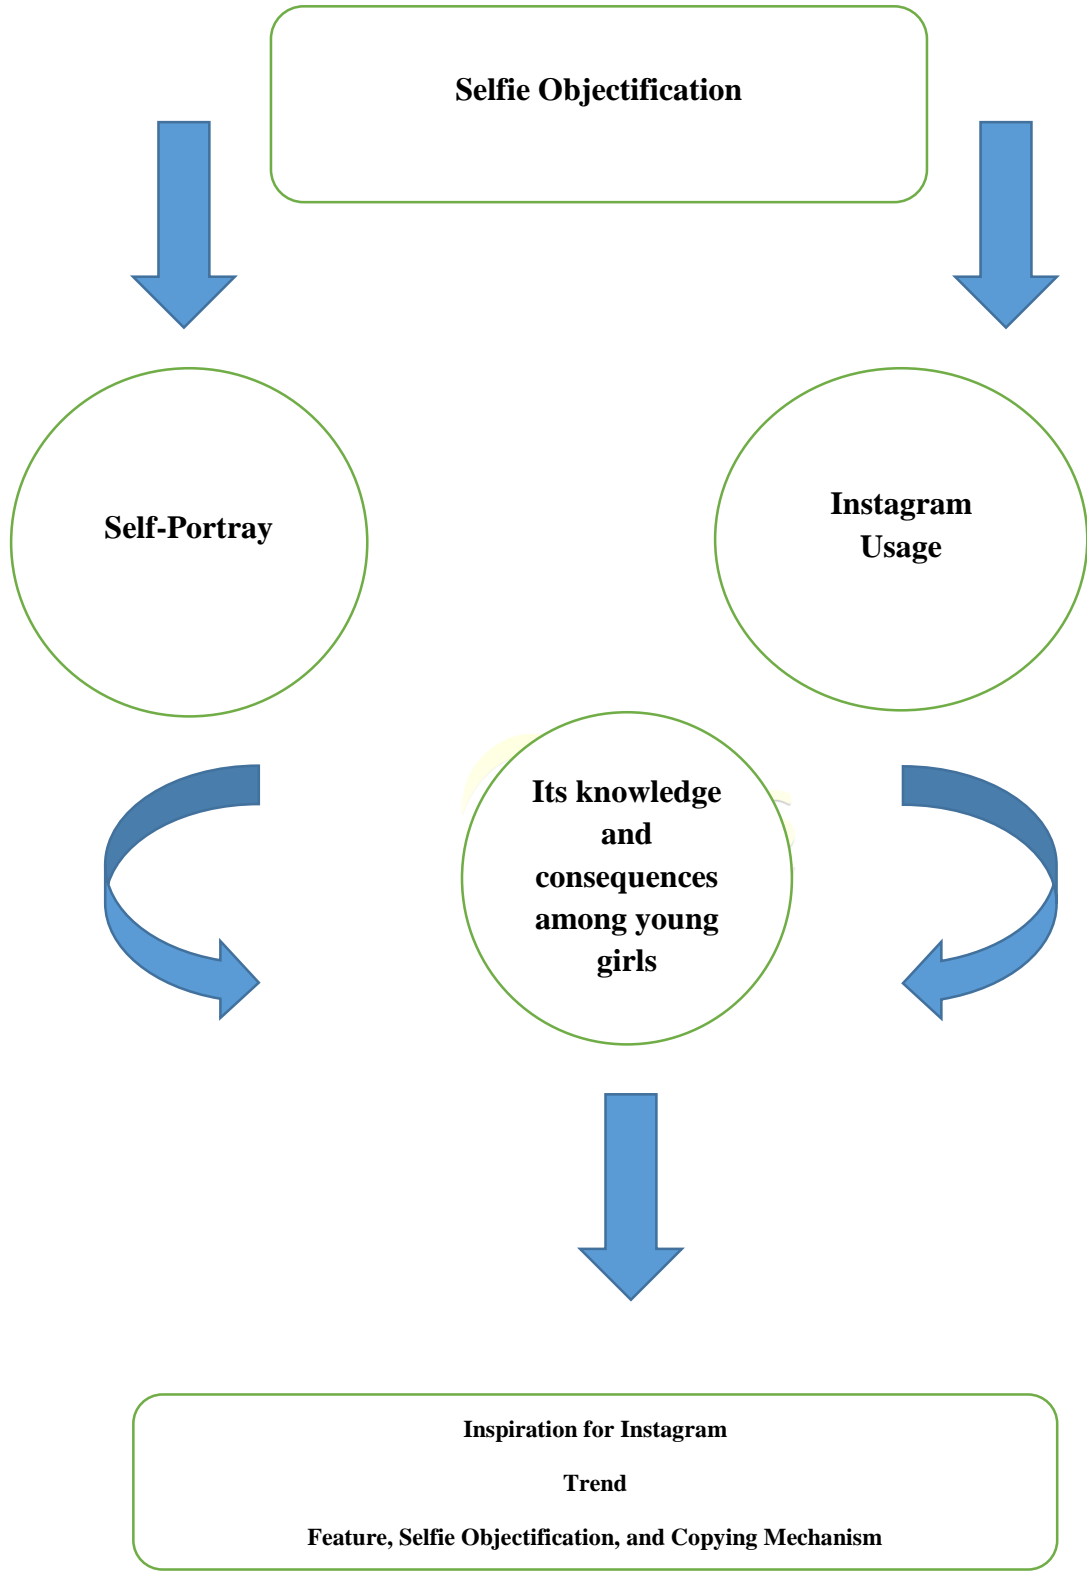 Selfie Objectification
Self-Portray
Instagram
Usage
Its knowledge
and
consequences
among young
girls
Inspiration for Instagram
Trend
Feature, Selfie Objectification, and Copying Mechanism